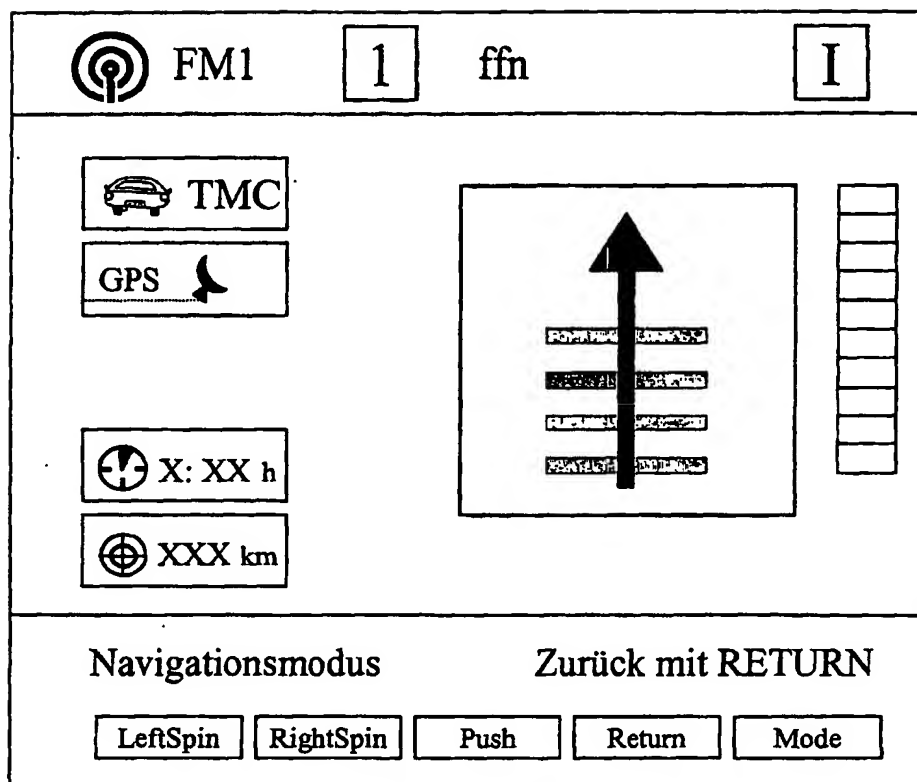 FM1 1 ffn I
TMC
GPS
X: XX h
XXX km
Navigationsmodus Zurück mit RETURN
LeftSpin RightSpin Push Return Mode